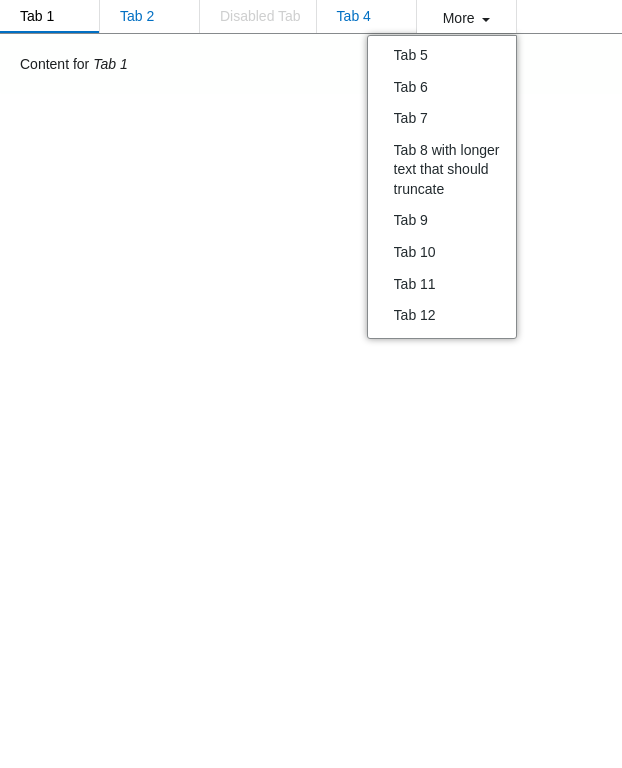 Tab 1 Tab 2 Disabled Tab Tab 4 More
Content for Tab 1
Tab 5
Tab 6
Tab 7
Tab 8 with longer
text that should
truncate
Tab 9
Tab 10
Tab 11
Tab 12